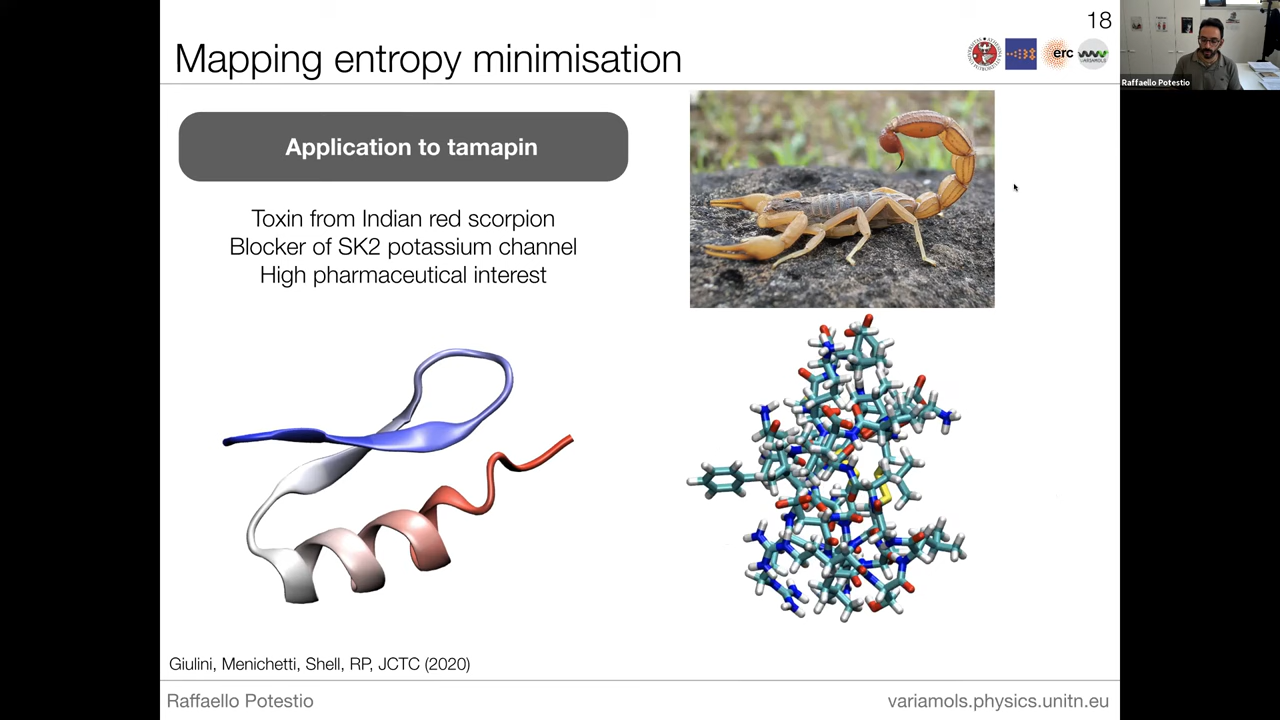 18
Mapping entropy minimisation
erc
Raffaello Potestio
Application to tamapin
Toxin from Indian red scorpion
Blocker of SK2 potassium channel
High pharmaceutical interest
Giulini, Menichetti, Shell, RP, JCTC (2020)
Raffaello Potestio
variamols.physics.unitn.eu